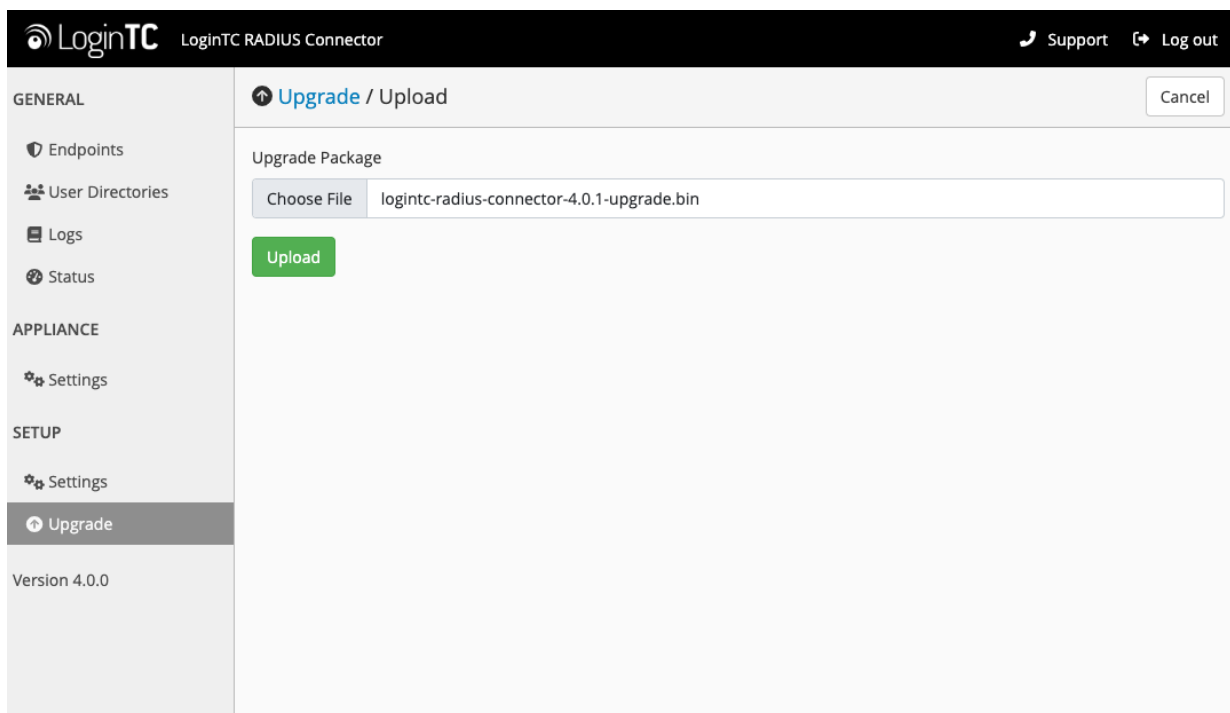 LoginTC LoginTC RADIUS Connector Support Log out
GENERAL
Endpoints
User Directories
Logs
Status
APPLIANCE
Settings
SETUP
Settings
Upgrade
Version 4.0.0
Upgrade / Upload Cancel
Upgrade Package
Choose File logintc-radius-connector-4.0.1-upgrade.bin
Upload